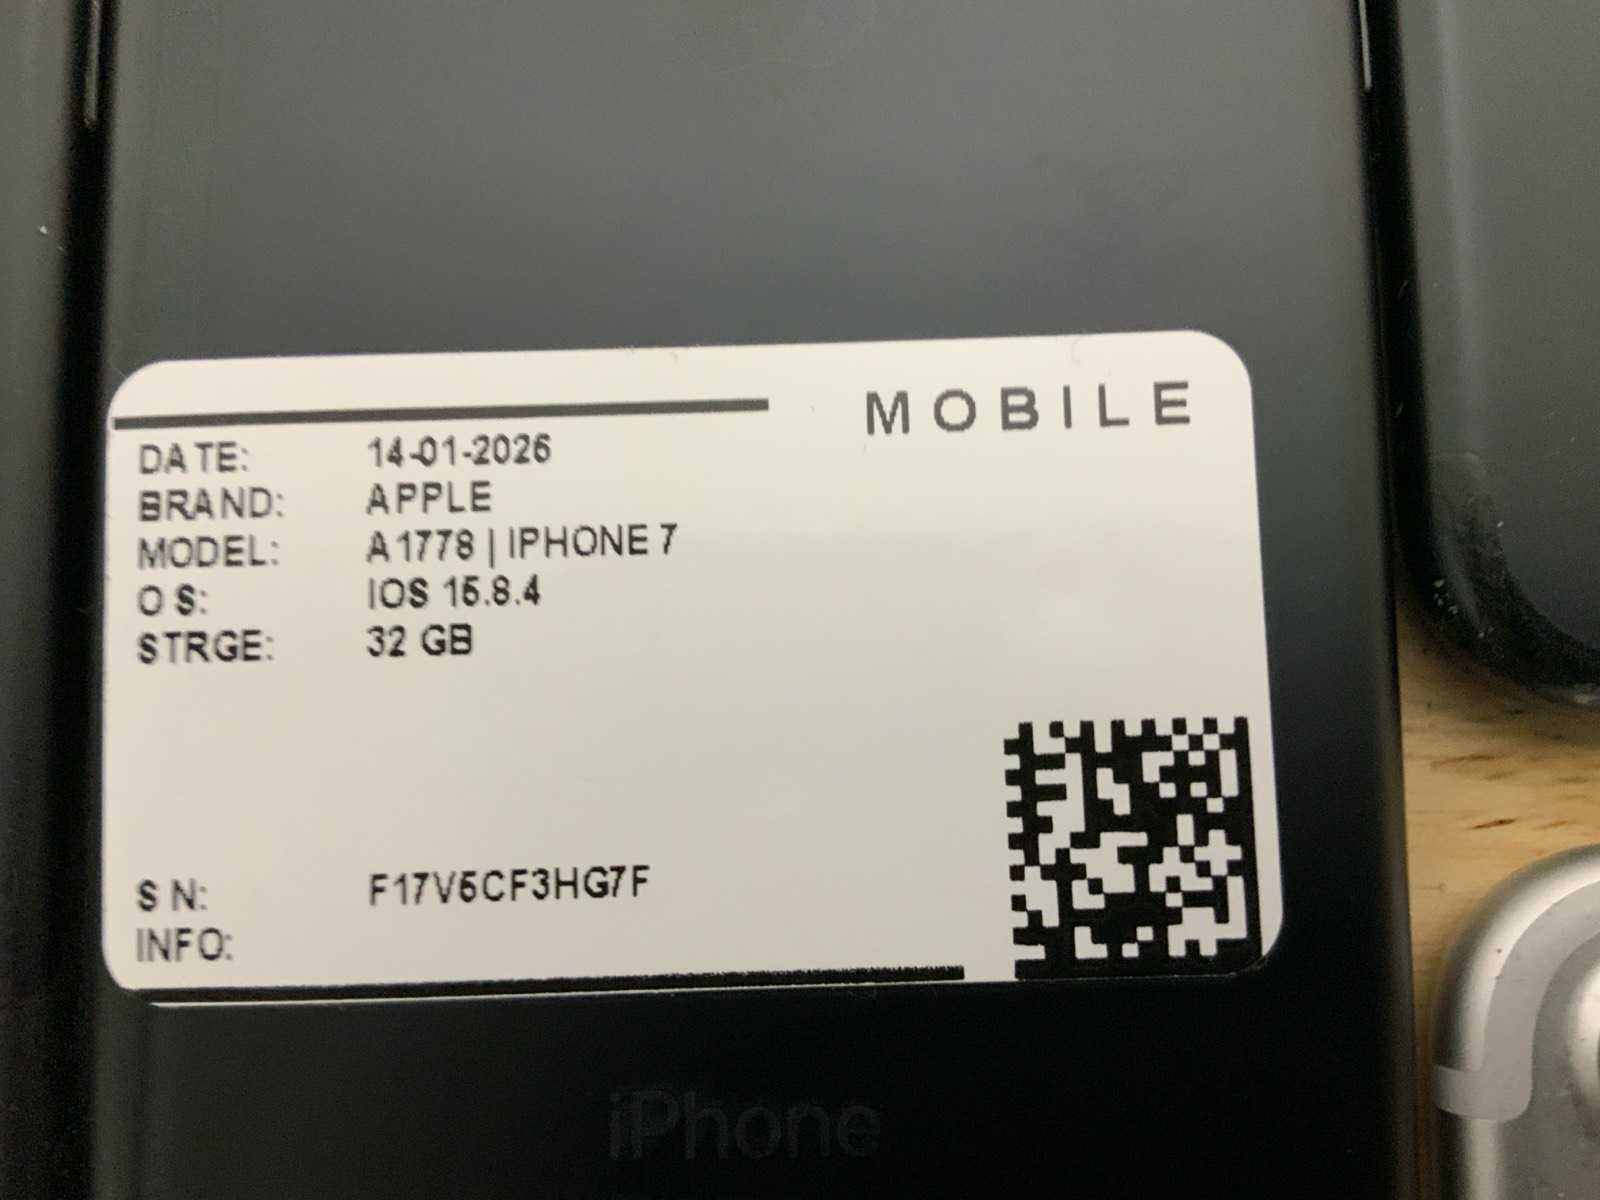 MOBILE
DATE: 14-01-2026
BRAND: APPLE
MODEL: A1778 | IPHONE 7
OS: IOS 15.8.4
STRGE: 32 GB
SN: F17V5CF3HG7F
INFO:
iPhone